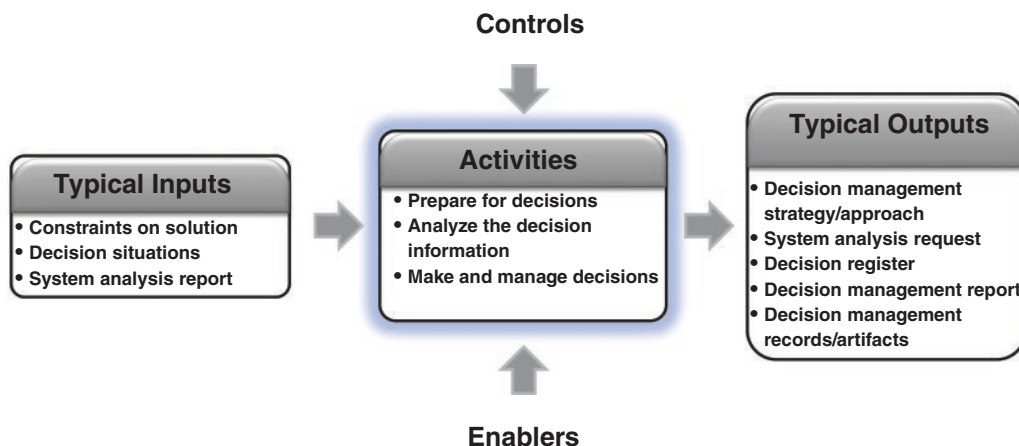 Controls
Typical Inputs
• Constraints on solution
• Decision situations
• System analysis report
Activities
• Prepare for decisions
• Analyze the decision
information
• Make and manage decisions
Typical Outputs
• Decision management
strategy/approach
• System analysis request
• Decision register
• Decision management report
• Decision management
records/artifacts
Enablers